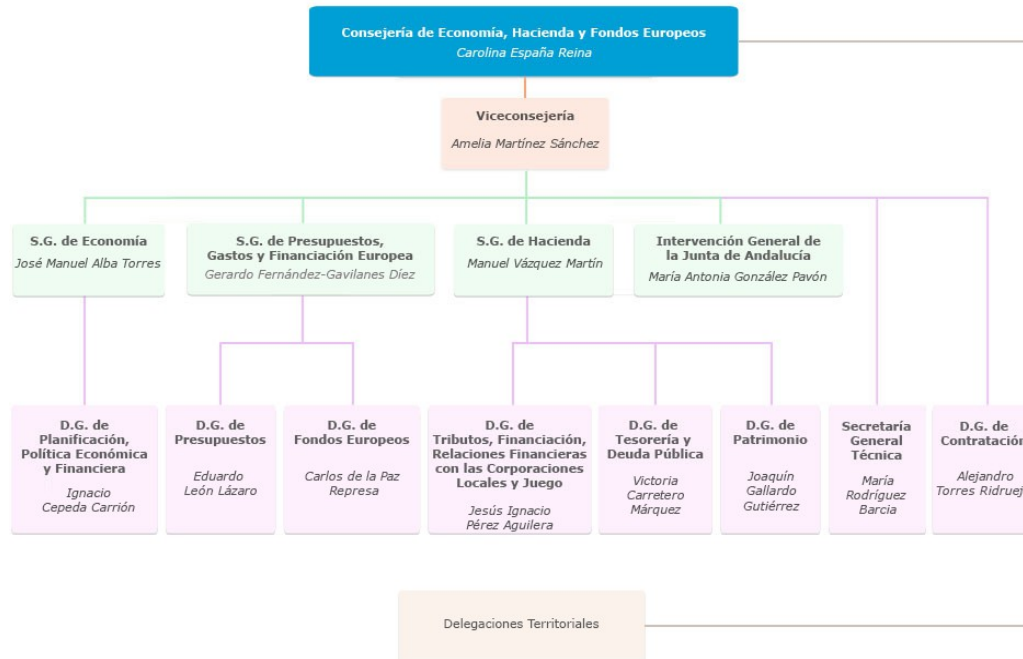 Consejería de Economía, Hacienda y Fondos Europeos
Carolina España Reina
Viceconsejería
Amelia Martínez Sánchez
S.G. de Economía
José Manuel Alba Torres
S.G. de Presupuestos,
Gastos y Financiación Europea
Gerardo Fernández-Gavilanes Díez
S.G. de Hacienda
Manuel Vázquez Martín
Intervención General de
la Junta de Andalucía
María Antonia González Pavón
D.G. de
Planificación,
Política Económica
y Financiera
Ignacio
Cepeda Carrión
D.G. de
Presupuestos
Eduardo
León Lázaro
D.G. de
Fondos Europeos
Carlos de la Paz
Represa
D.G. de
Tributos, Financiación,
Relaciones Financieras
con las Corporaciones
Locales y Juego
Jesús Ignacio
Pérez Aguilera
D.G. de
Tesorería y
Deuda Pública
Victoria
Carretero
Márquez
D.G. de
Patrimonio
Joaquín
Gallardo
Gutiérrez
Secretaría
General
Técnica
María
Rodríguez
Barcia
D.G. de
Contratación
Alejandro
Torres
Delegaciones Territoriales